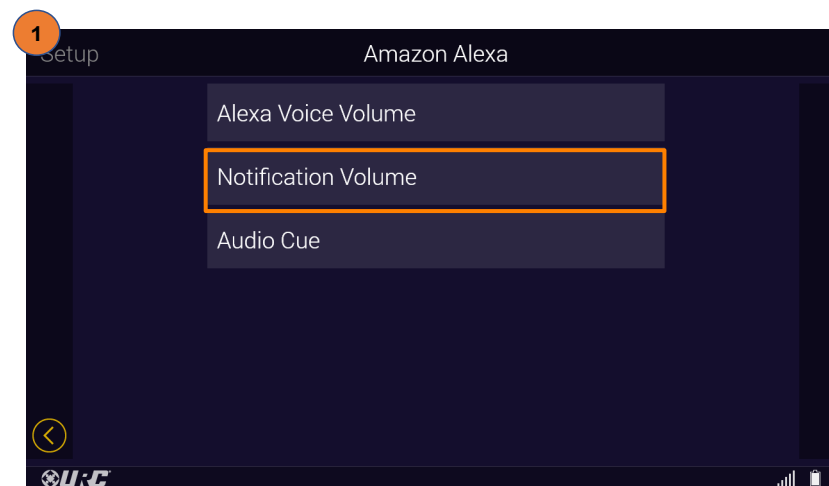 1
Setup
Amazon Alexa
Alexa Voice Volume
Notification Volume
Audio Cue
URC